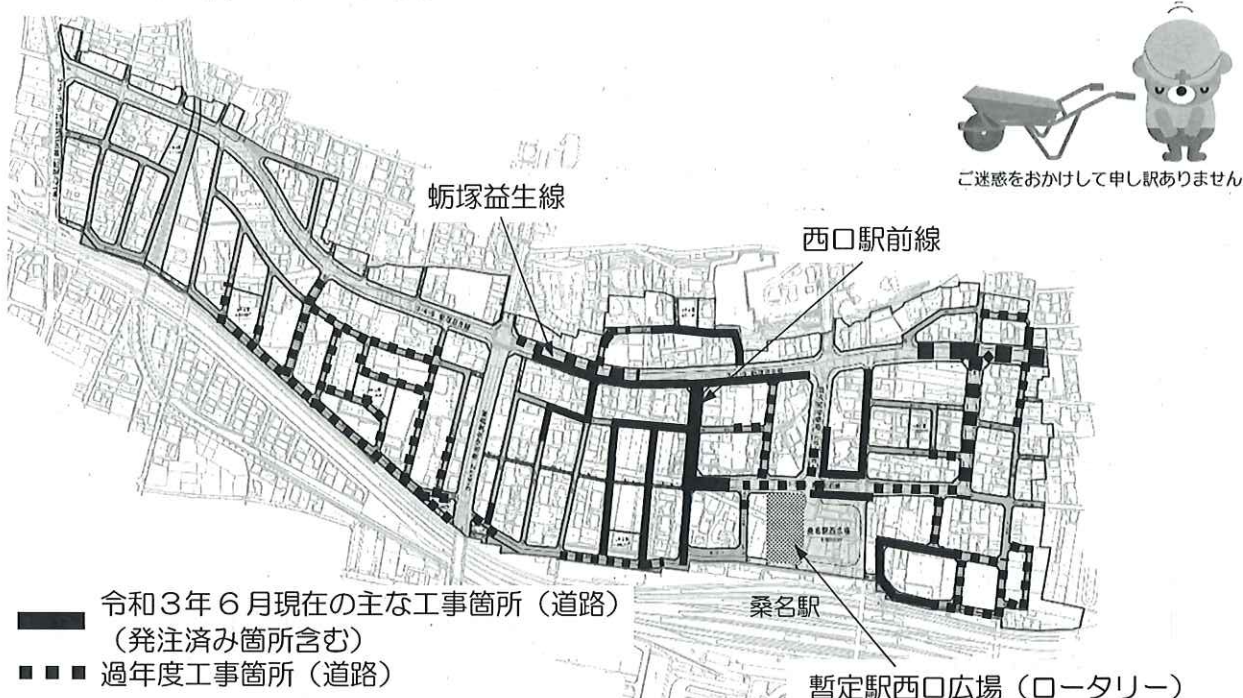 ご迷惑をおかけして申し訳ありません
蛎塚益生線
西口駅前線
桑名駅
令和3年6月現在の主な工事箇所（道路）
（発注済み箇所含む）
過年度工事箇所（道路）
暫定駅西口広場（ロータリー）